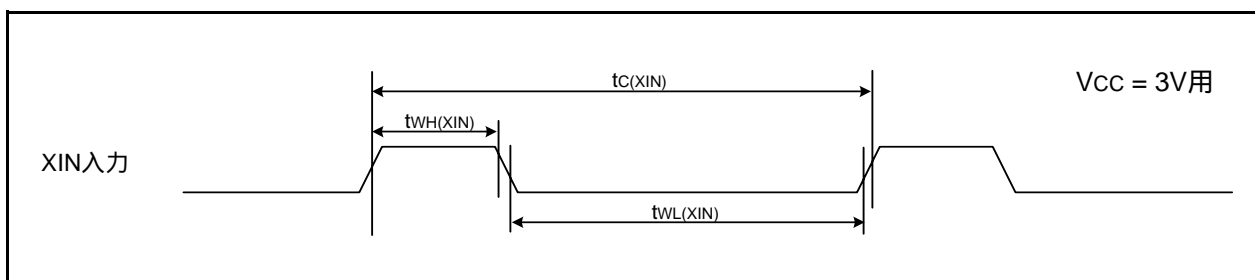 tC(XIN)
VCC = 3V用
tWH(XIN)
XIN入力
tWL(XIN)